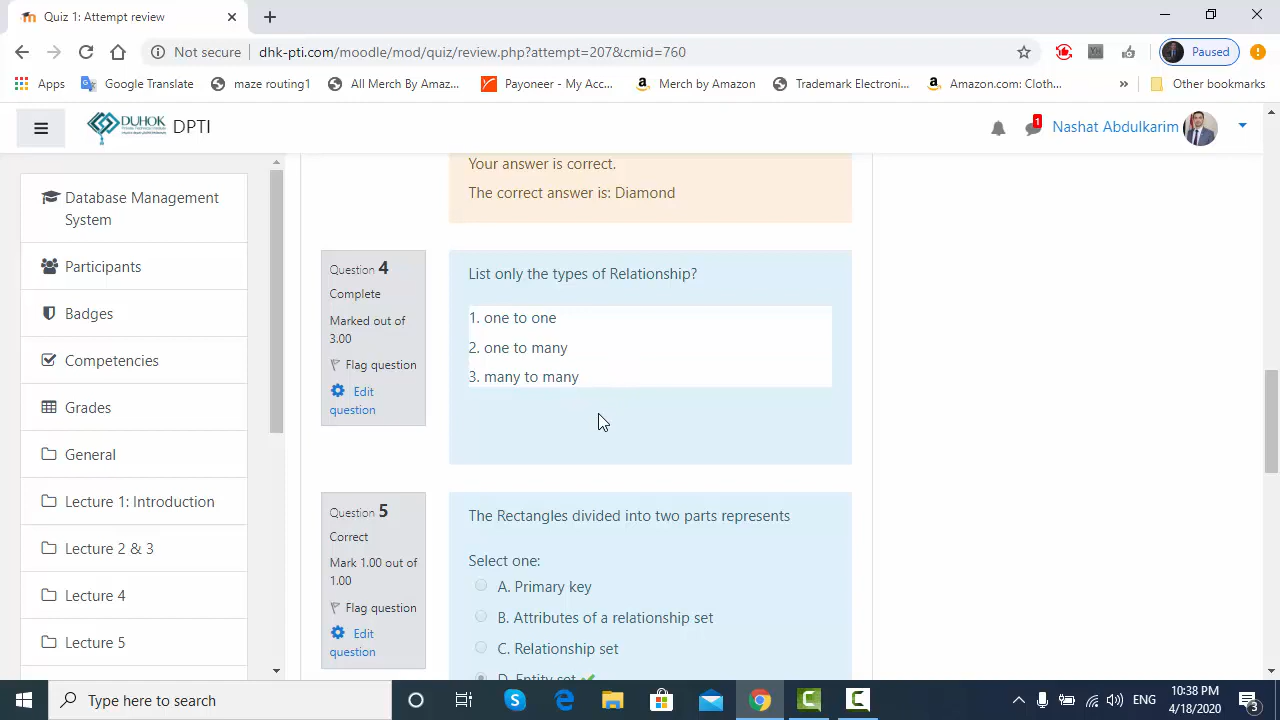 Quiz 1: Attempt review
Not secure dhk-pti.com/moodle/mod/quiz/review.php?attempt=207&cmid=760 Paused
Apps Google Translate maze routing1 All Merch By Amaz... Payoneer - My Acc... Merch by Amazon Trademark Electroni... Amazon.com: Cloth... » Other bookmarks
DUHOK DPTI 1 Nashat Abdulkarim
Database Management
System
Participants
Badges
Competencies
Grades
General
Lecture 1: Introduction
Lecture 2 & 3
Lecture 4
Lecture 5
Your answer is correct.
The correct answer is: Diamond
Question 4
Complete
Marked out of
3.00
Flag question
Edit
question
List only the types of Relationship?
1. one to one
2. one to many
3. many to many
Question 5
Correct
Mark 1.00 out of
1.00
Flag question
Edit
question
The Rectangles divided into two parts represents
Select one:
A. Primary key
B. Attributes of a relationship set
C. Relationship set
D. Entity set
Type here to search
ENG
10:38 PM
4/18/2020
3